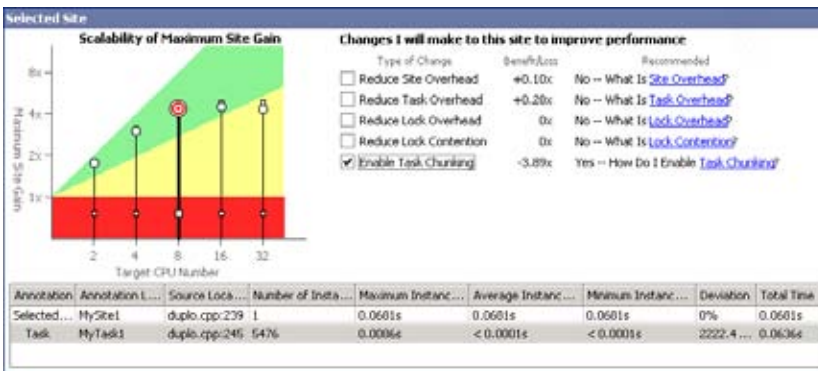 Selected Site
Scalability of Maximum Site Gain
Maximum Site Gain
8x
4x
2x
1x
2 4 8 16 32
Target CPU Number
Changes I will make to this site to improve performance
Type of Change Benefit/Loss Recommended
Reduce Site Overhead +0.10x No -- What Is Site Overhead?
Reduce Task Overhead +0.20x No -- What Is Task Overhead?
Reduce Lock Overhead 0x No -- What Is Lock Overhead?
Reduce Lock Contention 0x No -- What Is Lock Contention?
Enable Task Chunking -3.89x Yes -- How Do I Enable Task Chunking?
Annotation Annotation L... Source Loca... Number of Insta... Maximum Instanc... Average Instanc... Minimum Instanc... Deviation Total Time
Selected... MySite1 duplo.cpp:239 1 0.0681s 0.0681s 0.0681s 0% 0.0681s
Task MyTask1 duplo.cpp:245 5476 0.0006s < 0.0001s < 0.0001s 2222.4 ... 0.0636s